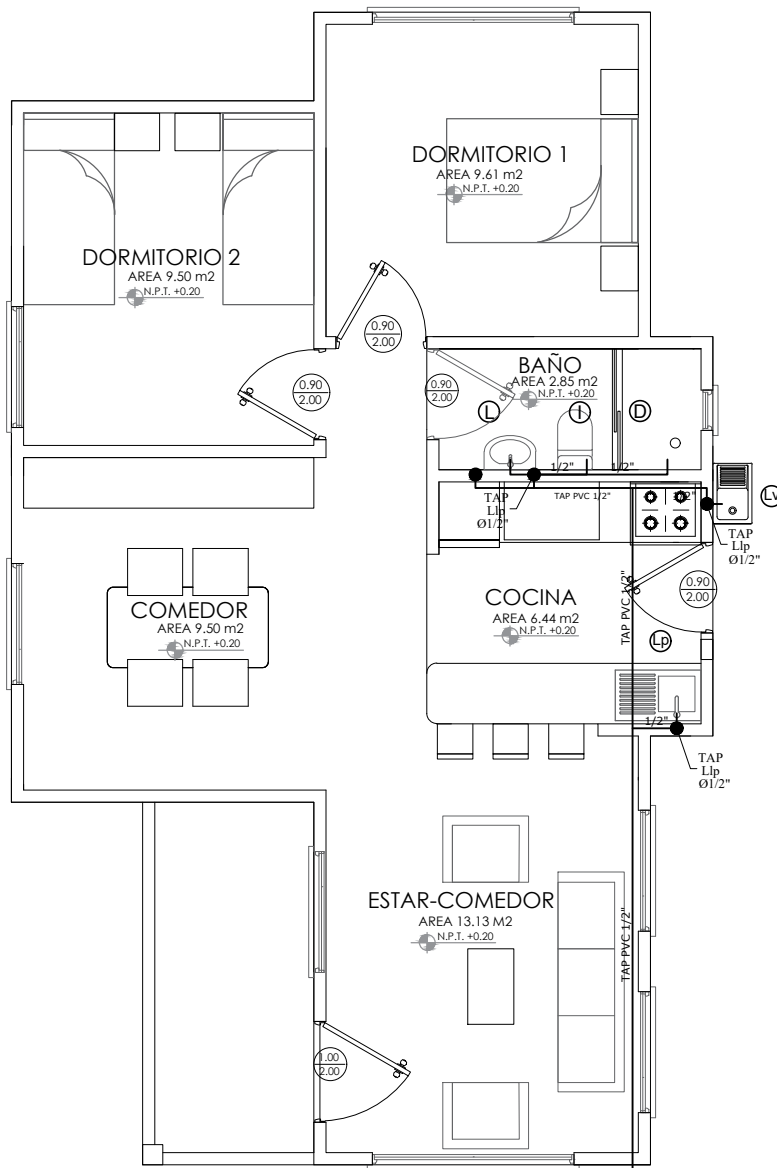 DORMITORIO 1
AREA 9.61 m2
N.P.T. +0.20
DORMITORIO 2
AREA 9.50 m2
N.P.T. +0.20
0.90
2.00
0.90
2.00
0.90
2.00
BAÑO
AREA 2.85 m2
N.P.T. +0.20
L
I
D
1/2"
1/2"
TAP
Llp
Ø1/2"
TAP PVC 1/2"
1/2"
Lv
TAP
Llp
Ø1/2"
COMEDOR
AREA 9.50 m2
N.P.T. +0.20
COCINA
AREA 6.44 m2
N.P.T. +0.20
TAP PVC 1/2"
0.90
2.00
Lp
1/2"
TAP
Llp
Ø1/2"
ESTAR-COMEDOR
AREA 13.13 M2
N.P.T. +0.20
TAP PVC 1/2"
1.00
2.00